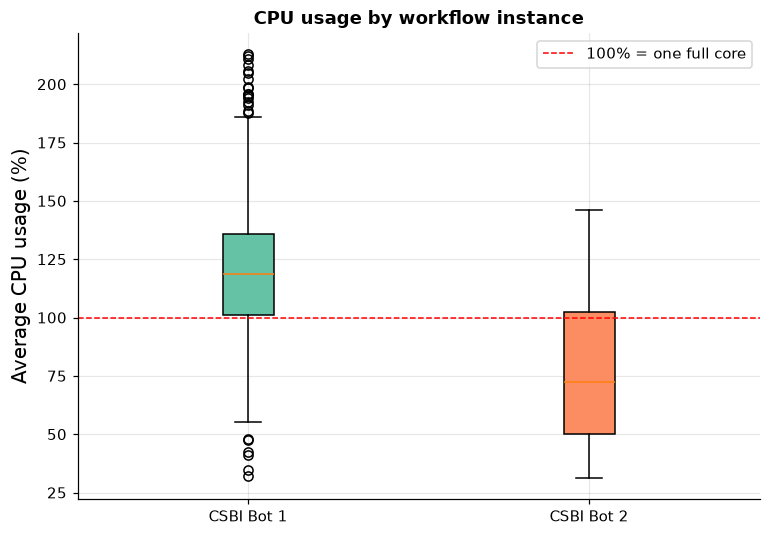 CPU usage by workflow instance
100% = one full core
Average CPU usage (%)
200
175
150
125
100
75
50
25
CSBI Bot 1
CSBI Bot 2